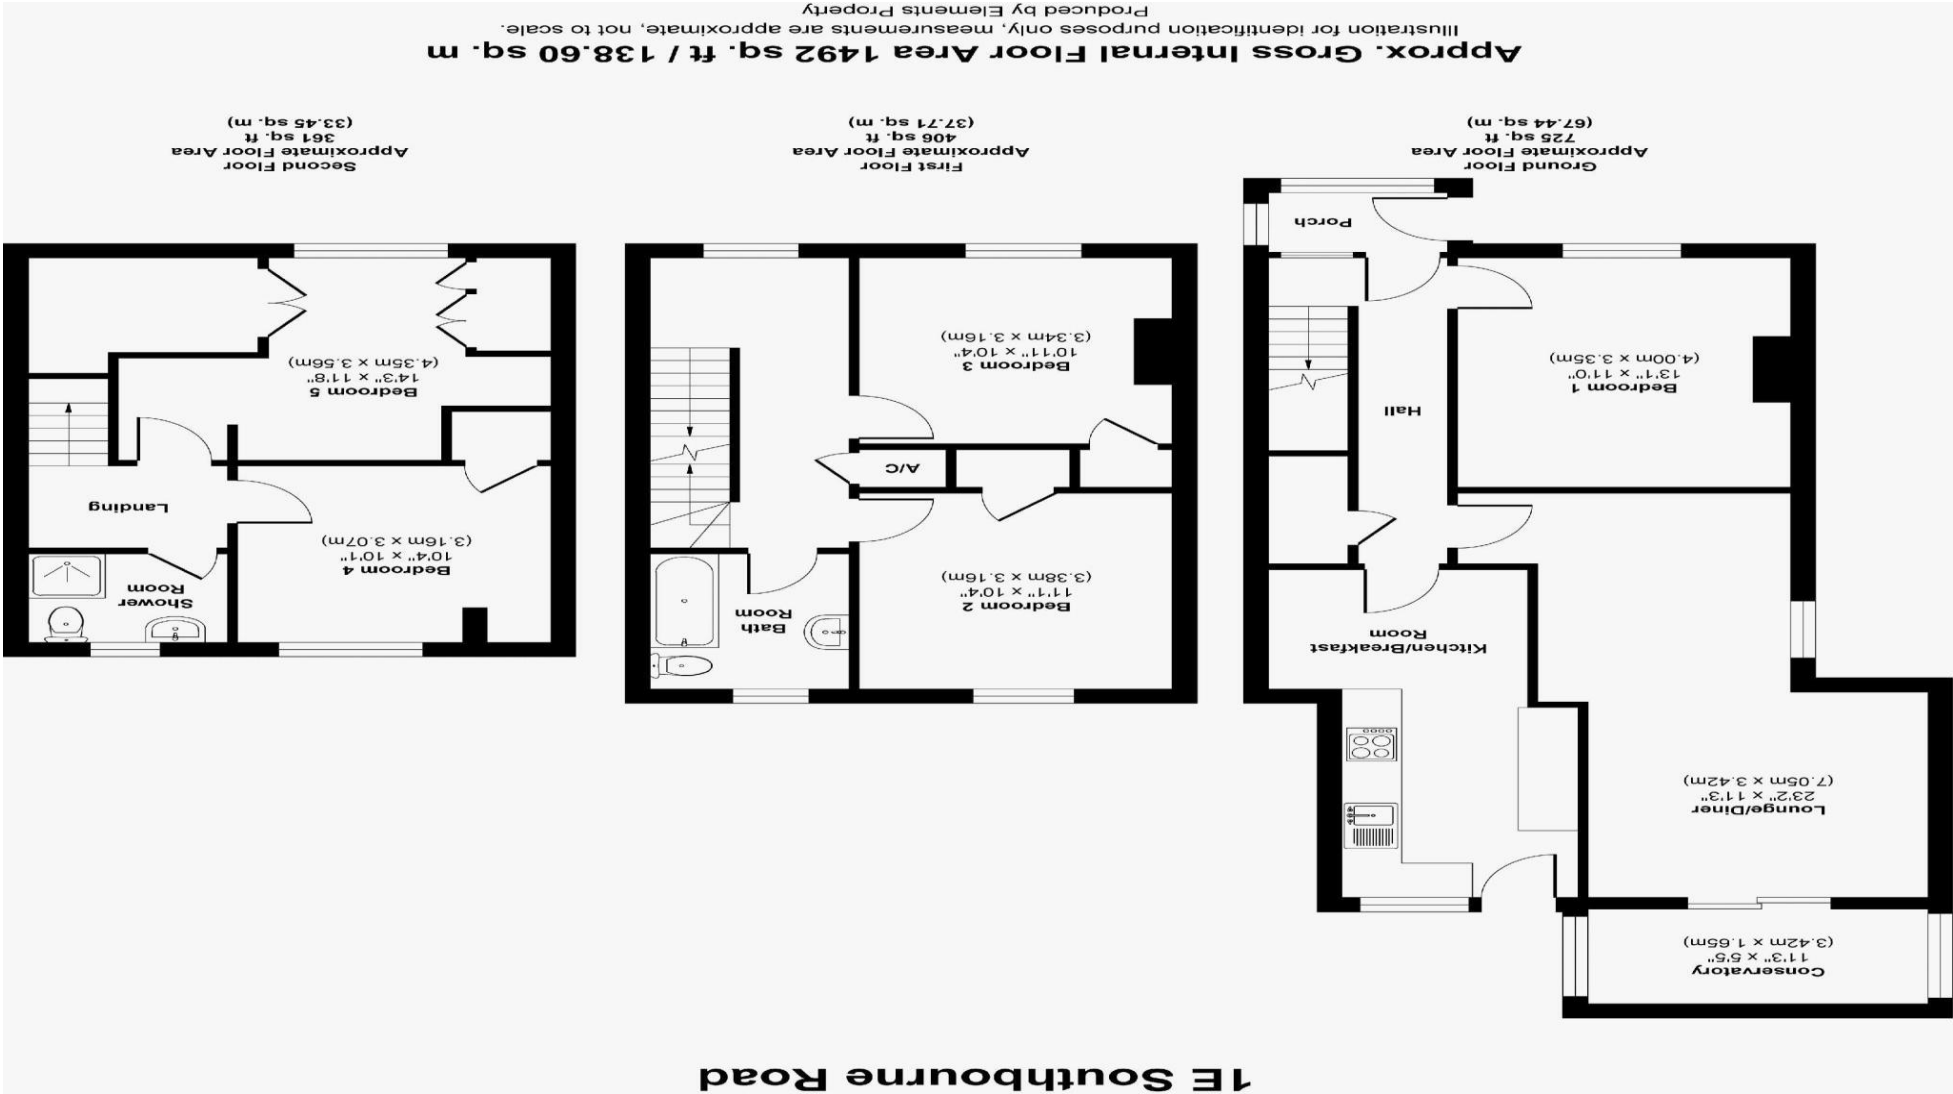 1E Southbourne Road
Conservatory
11'3" x 5'5"
(3.42m x 1.65m)
Lounge/Diner
23'2" x 11'3"
(7.05m x 3.42m)
Kitchen/Breakfast
Room
Hall
Bedroom 1
13'1" x 11'0"
(4.00m x 3.35m)
Porch
Ground Floor
Approximate Floor Area
725 sq. ft
(67.44 sq. m)
Bath
Room
Bedroom 2
11'1" x 10'4"
(3.38m x 3.16m)
A/C
Bedroom 3
10'11" x 10'4"
(3.34m x 3.16m)
First Floor
Approximate Floor Area
406 sq. ft
(37.71 sq. m)
Shower
Room
Bedroom 4
10'4" x 10'1"
(3.16m x 3.07m)
Landing
Bedroom 5
14'3" x 11'8"
(4.35m x 3.56m)
Second Floor
Approximate Floor Area
361 sq. ft
(33.45 sq. m)
Approx. Gross Internal Floor Area 1492 sq. ft / 138.60 sq. m
Illustration for identification purposes only, measurements are approximate, not to scale.
Produced by Elements Property